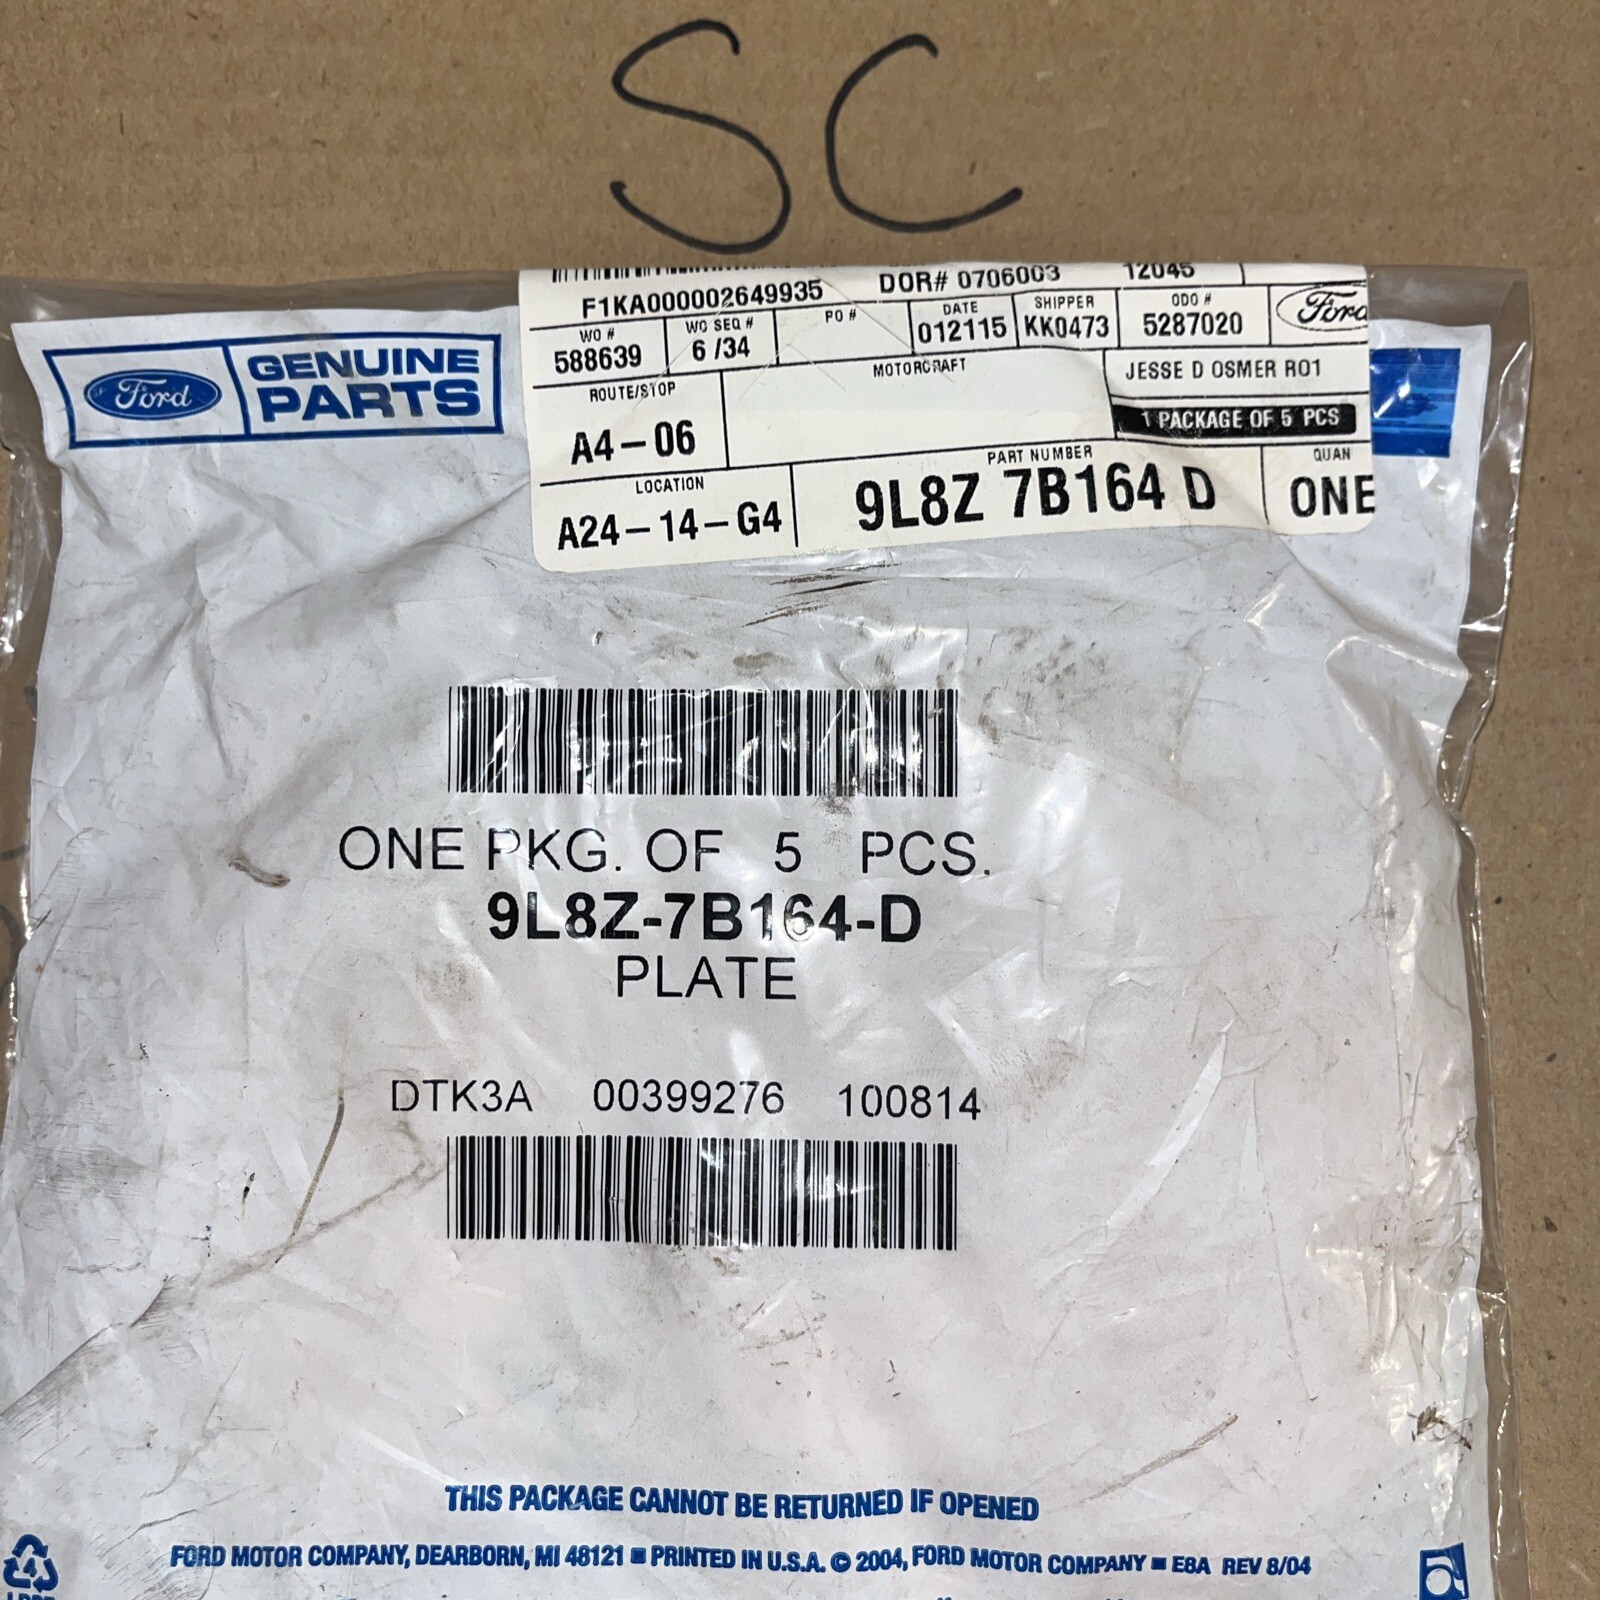 SC
F1KA000002649935 DOR# 0706003 12045
WO # 588639
WO SEQ # 6 /34
PO #
DATE 012115
SHIPPER KK0473
ODO # 5287020
Ford
ROUTE/STOP
A4-06
MOTORCRAFT
JESSE D OSMER R01
1 PACKAGE OF 5 PCS
LOCATION
A24-14-G4
PART NUMBER
9L8Z 7B164 D
QUAN
ONE
Ford
GENUINE
PARTS
ONE PKG. OF 5 PCS.
9L8Z-7B164-D
PLATE
DTK3A 00399276 100814
THIS PACKAGE CANNOT BE RETURNED IF OPENED
FORD MOTOR COMPANY, DEARBORN, MI 48121 ■ PRINTED IN U.S.A. © 2004, FORD MOTOR COMPANY ■ E8A REV 8/04
4